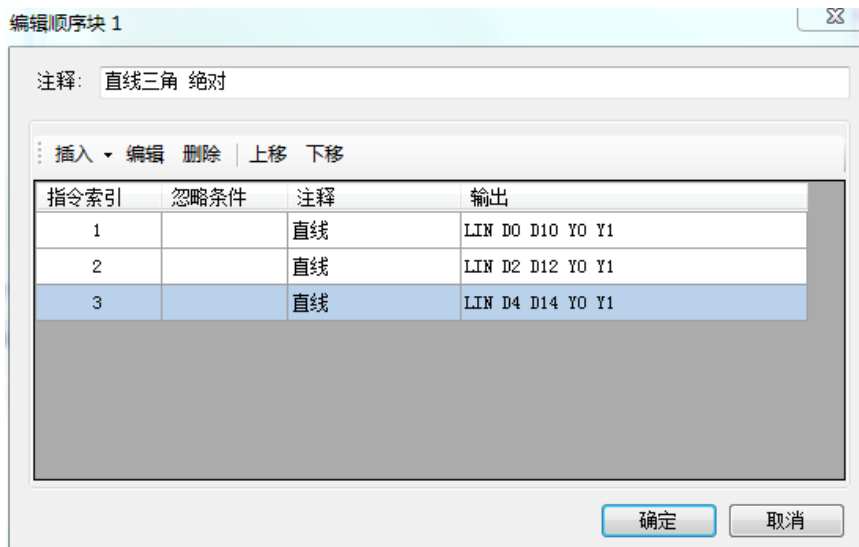 编辑顺序块 1
注释: 直线三角 绝对
插入 编辑 删除 上移 下移
指令索引 忽略条件 注释 输出
1 直线 LIN D0 D10 Y0 Y1
2 直线 LIN D2 D12 Y0 Y1
3 直线 LIN D4 D14 Y0 Y1
确定 取消